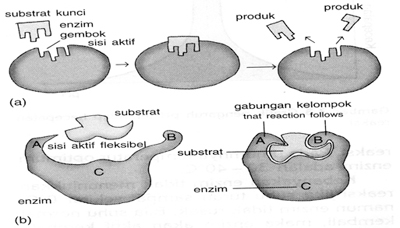 substrat kunci
enzim
gembok
sisi aktif
produk
produk
(a)
substrat
A
sisi aktif fleksibel
B
C
enzim
gabungan kelompok
tnat reaction follows
A
B
substrat
C
enzim
(b)